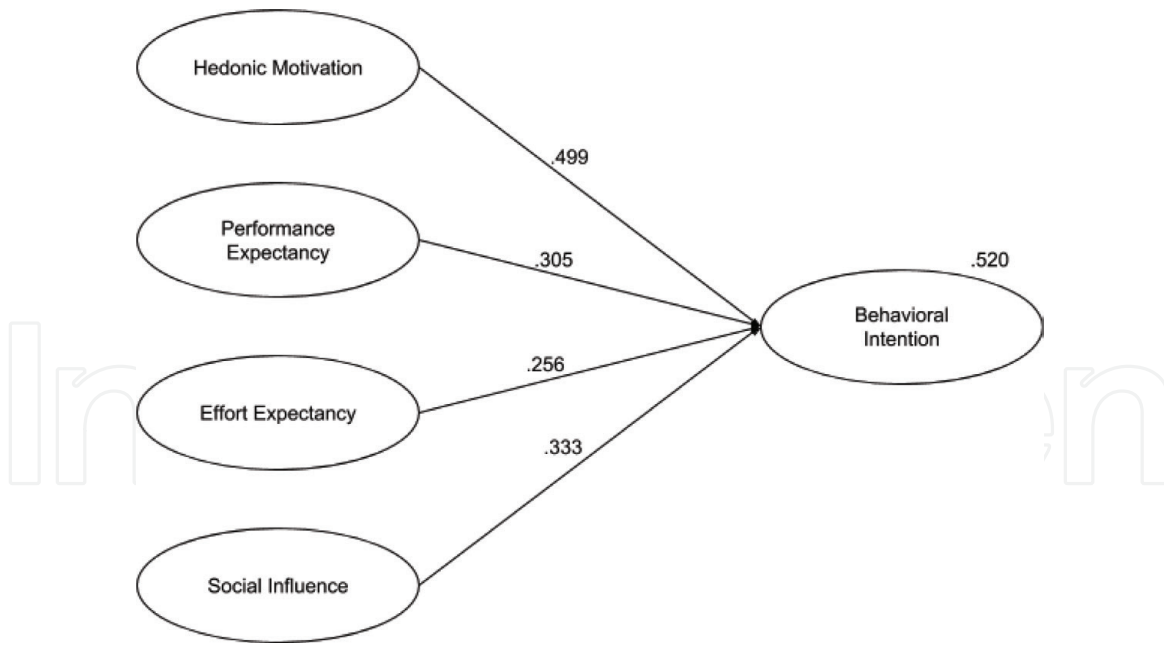 Hedonic Motivation
.499
Performance
Expectancy
.305
.520
Behavioral
Intention
.256
Effort Expectancy
.333
Social Influence